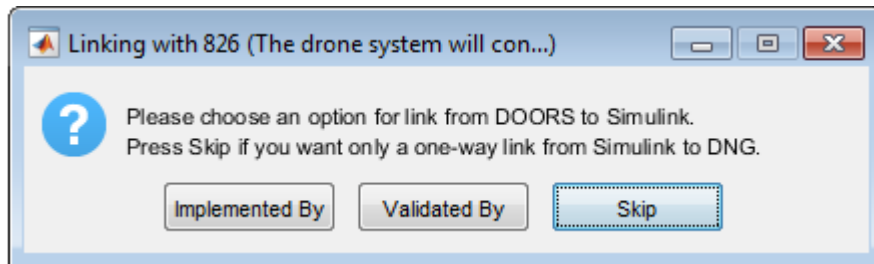 Linking with 826 (The drone system will con...)
?
Please choose an option for link from DOORS to Simulink.
Press Skip if you want only a one-way link from Simulink to DNG.
Implemented By Validated By Skip